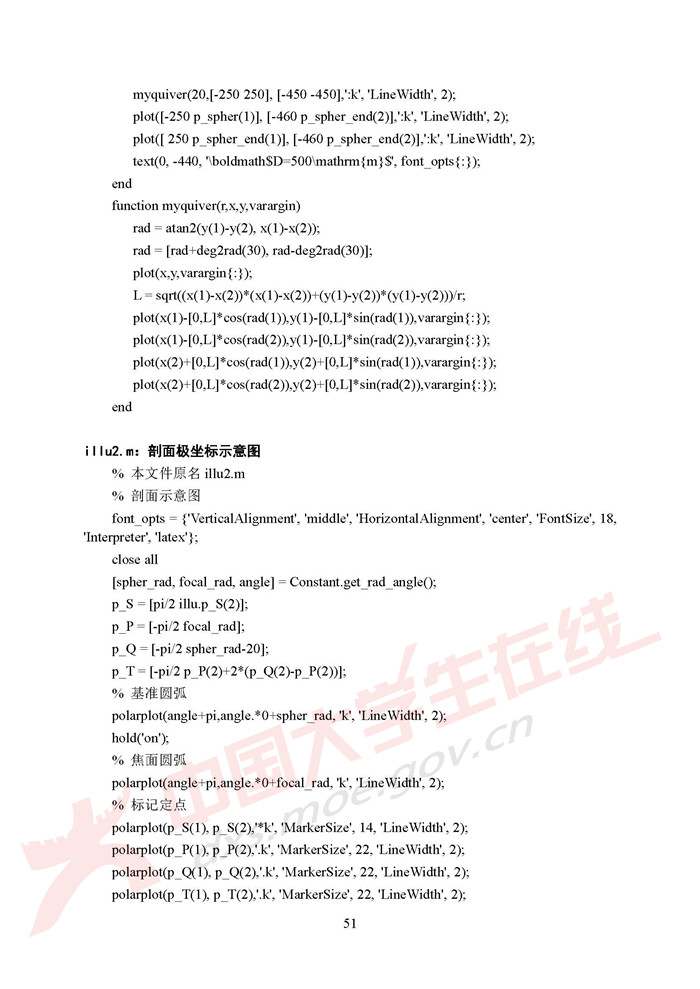 myquiver(20,[-250 250], [-450 -450],':k', 'LineWidth', 2);
plot([-250 p_spher(1)], [-460 p_spher_end(2)],':k', 'LineWidth', 2);
plot([ 250 p_spher_end(1)], [-460 p_spher_end(2)],':k', 'LineWidth', 2);
text(0, -440, '\boldmath$D=500\mathrm{m}$', font_opts{:});
end
function myquiver(r,x,y,varargin)
rad = atan2(y(1)-y(2), x(1)-x(2));
rad = [rad+deg2rad(30), rad-deg2rad(30)];
plot(x,y,varargin{:});
L = sqrt((x(1)-x(2))*(x(1)-x(2))+(y(1)-y(2))*(y(1)-y(2)))/r;
plot(x(1)-[0,L]*cos(rad(1)),y(1)-[0,L]*sin(rad(1)),varargin{:});
plot(x(1)-[0,L]*cos(rad(2)),y(1)-[0,L]*sin(rad(2)),varargin{:});
plot(x(2)+[0,L]*cos(rad(1)),y(2)+[0,L]*sin(rad(1)),varargin{:});
plot(x(2)+[0,L]*cos(rad(2)),y(2)+[0,L]*sin(rad(2)),varargin{:});
end
illu2.m：剖面极坐标示意图
% 本文件原名 illu2.m
% 剖面示意图
font_opts = {'VerticalAlignment', 'middle', 'HorizontalAlignment', 'center', 'FontSize', 18,
'Interpreter', 'latex'};
close all
[spher_rad, focal_rad, angle] = Constant.get_rad_angle();
p_S = [pi/2 illu.p_S(2)];
p_P = [-pi/2 focal_rad];
p_Q = [-pi/2 spher_rad-20];
p_T = [-pi/2 p_P(2)+2*(p_Q(2)-p_P(2))];
% 基准圆弧
polarplot(angle+pi,angle.*0+spher_rad, 'k', 'LineWidth', 2);
hold('on');
% 焦面圆弧
polarplot(angle+pi,angle.*0+focal_rad, 'k', 'LineWidth', 2);
% 标记定点
polarplot(p_S(1), p_S(2),'*k', 'MarkerSize', 14, 'LineWidth', 2);
polarplot(p_P(1), p_P(2),'.k', 'MarkerSize', 22, 'LineWidth', 2);
polarplot(p_Q(1), p_Q(2),'.k', 'MarkerSize', 22, 'LineWidth', 2);
polarplot(p_T(1), p_T(2),'.k', 'MarkerSize', 22, 'LineWidth', 2);
51
中国大学生在线
dxs.moe.gov.cn